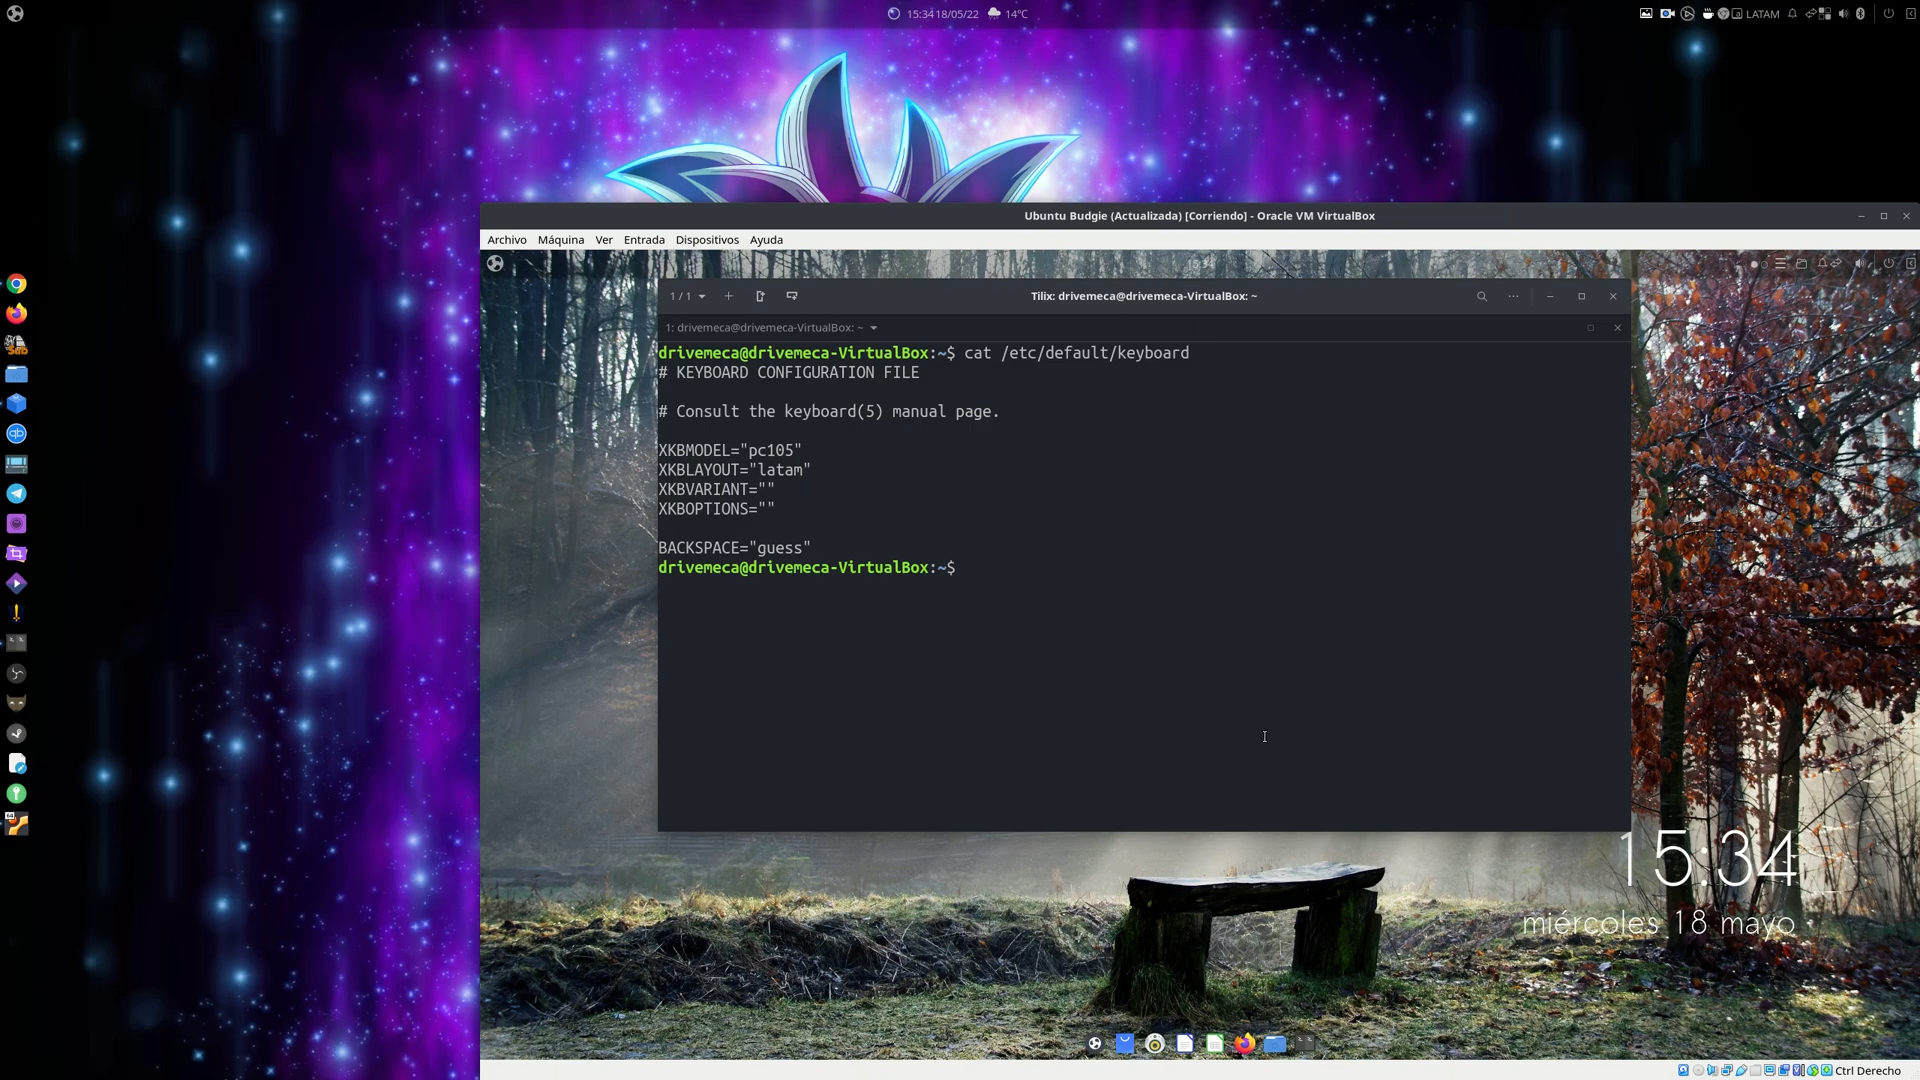 15:34 18/05/22 14°C
LATAM
Ubuntu Budgie (Actualizada) [Corriendo] - Oracle VM VirtualBox
Archivo Máquina Ver Entrada Dispositivos Ayuda
1 / 1
Tilix: drivemeca@drivemeca-VirtualBox: ~
1: drivemeca@drivemeca-VirtualBox: ~
drivemeca@drivemeca-VirtualBox:~$ cat /etc/default/keyboard
# KEYBOARD CONFIGURATION FILE
# Consult the keyboard(5) manual page.
XKBMODEL="pc105"
XKBLAYOUT="latam"
XKBVARIANT=""
XKBOPTIONS=""
BACKSPACE="guess"
drivemeca@drivemeca-VirtualBox:~$
15:34
miércoles 18 mayo
Ctrl Derecho